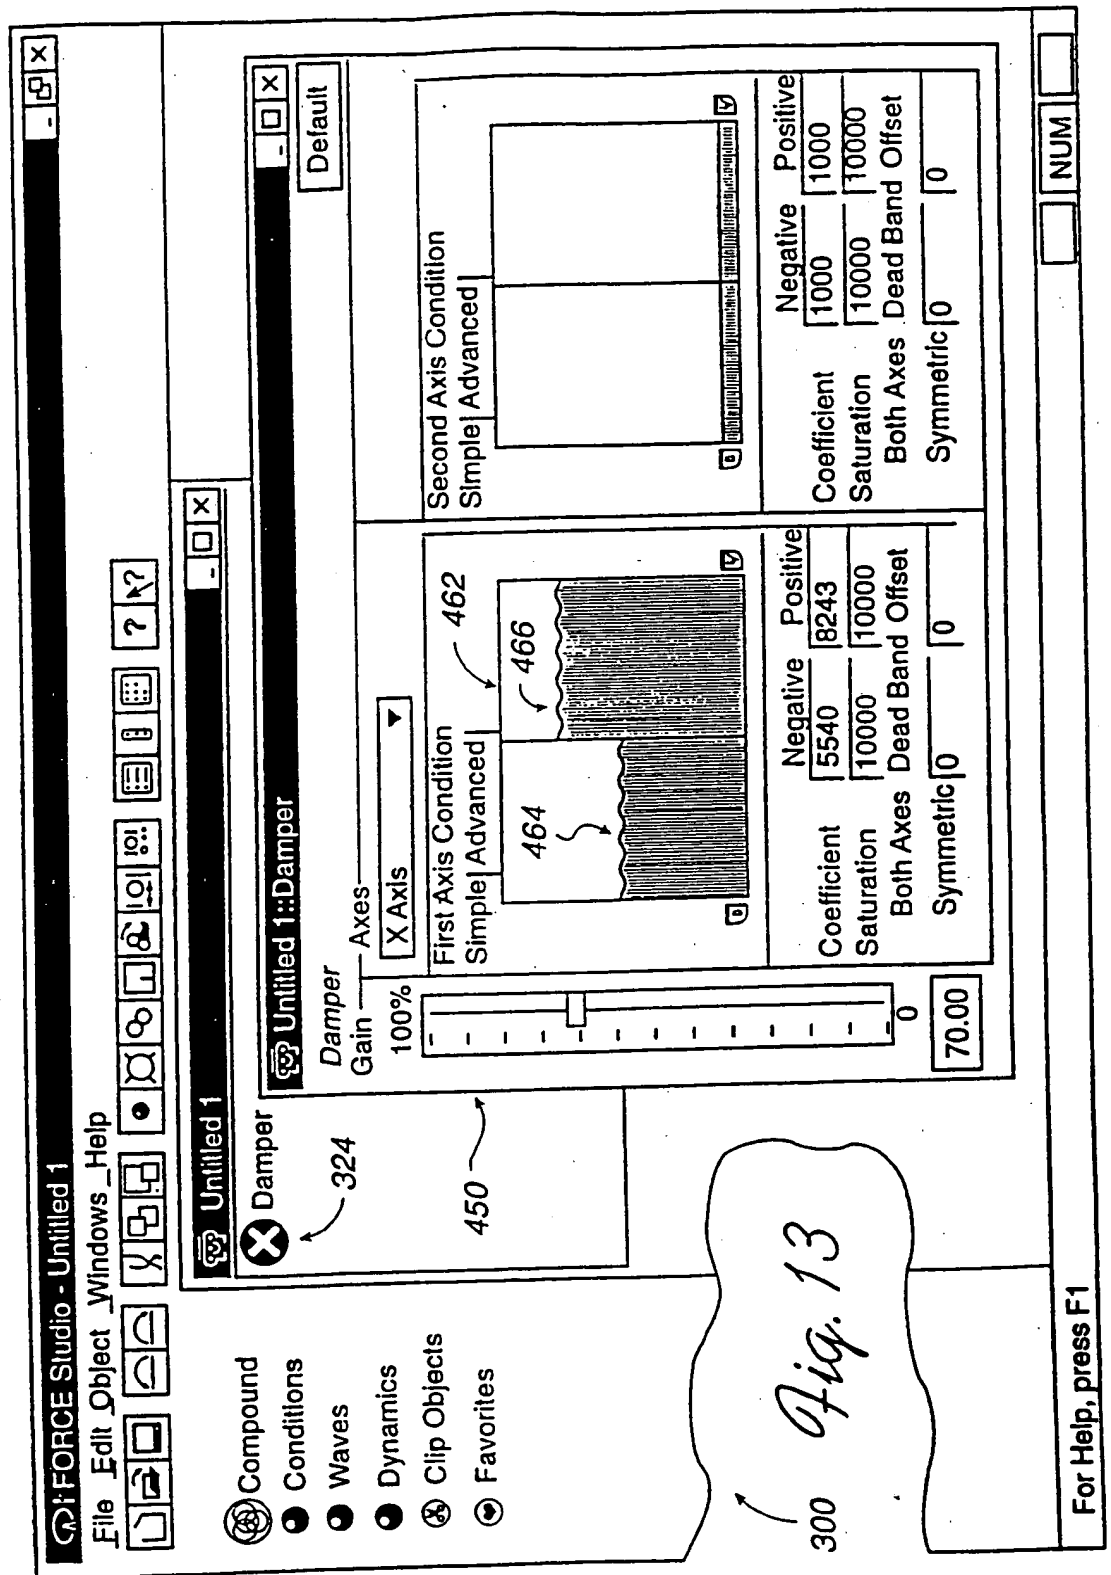 I-FORCE Studio - Untitled 1
File Edit Object Windows Help
? ?
Compound
Conditions
Waves
Dynamics
Clip Objects
Favorites
Untitled 1
Damper
324
450
Untitled 1::Damper
Default
Damper
Gain
100%
0
70.00
Axes
X Axis
First Axis Condition
Simple Advanced
462
464
466
Negative Positive
Coefficient 5540 8243
Saturation 10000 10000
Both Axes Dead Band Offset
Symmetric 0 0
Second Axis Condition
Simple Advanced
Negative Positive
Coefficient 1000 1000
Saturation 10000 10000
Both Axes Dead Band Offset
Symmetric 0 0
300
Fig. 13
For Help, press F1
NUM